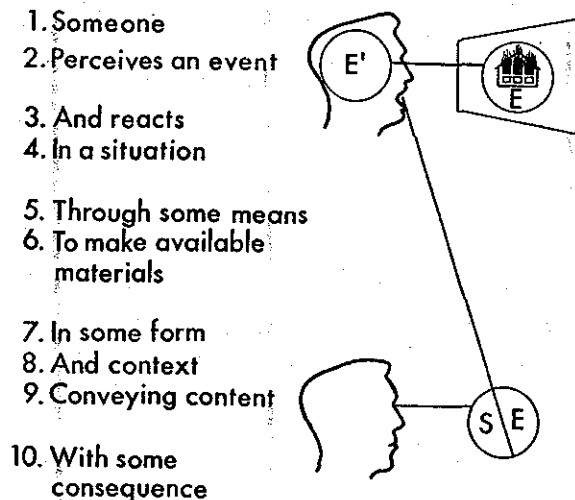 1. Someone
2. Perceives an event
3. And reacts
4. In a situation
5. Through some means
6. To make available
materials
7. In some form
8. And context
9. Conveying content
10. With some
consequence
E'
E
S E